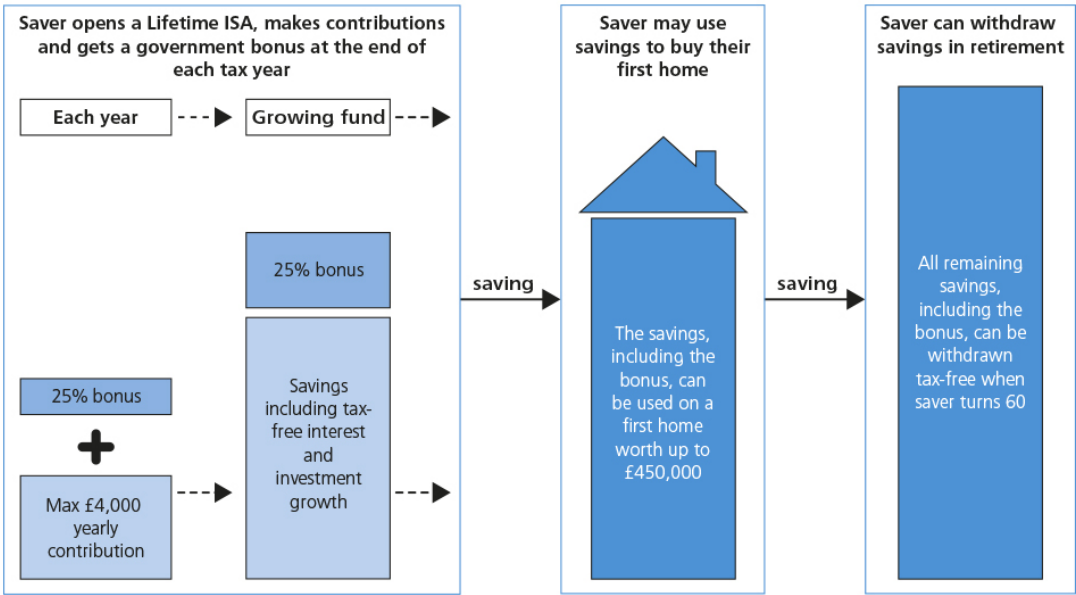 Saver opens a Lifetime ISA, makes contributions
and gets a government bonus at the end of
each tax year
Each year
Growing fund
25% bonus
Max £4,000
yearly
contribution
25% bonus
Savings
including tax-
free interest
and
investment
growth
saving
Saver may use
savings to buy their
first home
The savings,
including the
bonus, can
be used on a
first home
worth up to
£450,000
saving
Saver can withdraw
savings in retirement
All remaining
savings,
including the
bonus, can be
withdrawn
tax-free when
saver turns 60